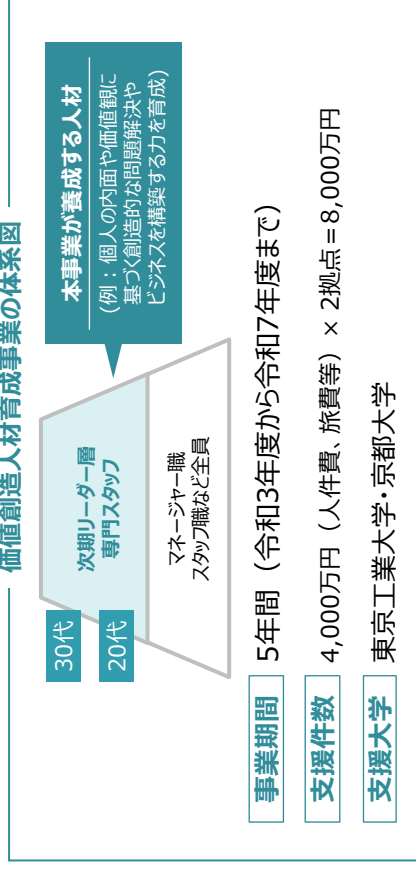 価値創造人材育成事業の体系図
30代
20代
次期リーダー層
専門スタッフ
マネージャー職
スタッフ職など全員
本事業が養成する人材
(例：個人の内面や価値観に
基づく創造的な問題解決や
ビジネスを構築する力を育成)
事業期間 5年間（令和3年度から令和7年度まで）
支援件数 4,000万円（人件費、旅費等）× 2拠点＝8,000万円
支援大学 東京工業大学・京都大学